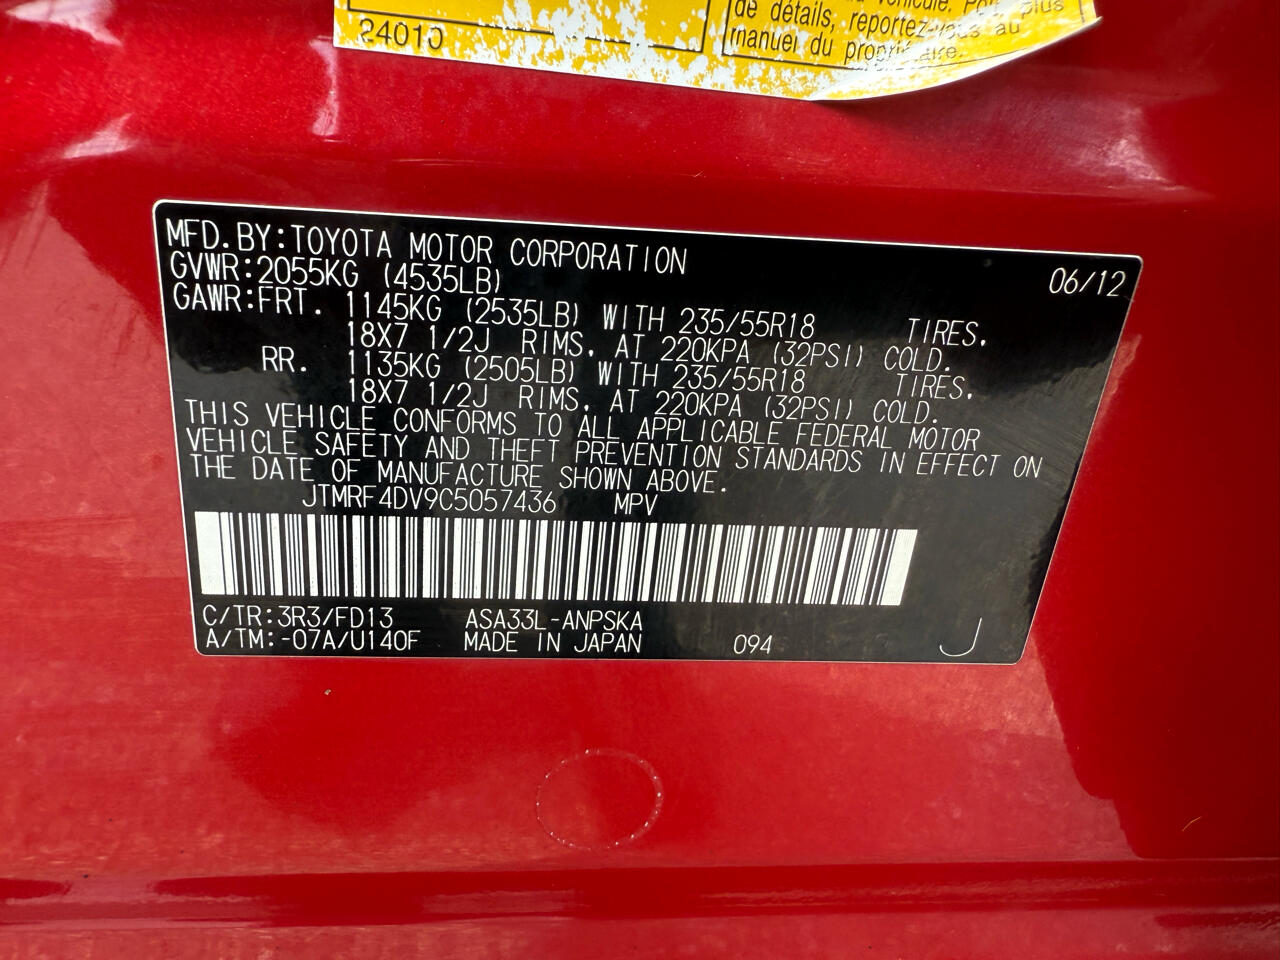 24010
véhicule. Pour plus
de détails, reportez-vous au
manuel du propriétaire.
MFD.BY:TOYOTA MOTOR CORPORATION 06/12
GVWR:2055KG (4535LB)
GAWR:FRT. 1145KG (2535LB) WITH 235/55R18 TIRES,
18X7 1/2J RIMS, AT 220KPA (32PSI) COLD.
RR. 1135KG (2505LB) WITH 235/55R18 TIRES,
18X7 1/2J RIMS, AT 220KPA (32PSI) COLD.
THIS VEHICLE CONFORMS TO ALL APPLICABLE FEDERAL MOTOR
VEHICLE SAFETY AND THEFT PREVENTION STANDARDS IN EFFECT ON
THE DATE OF MANUFACTURE SHOWN ABOVE.
JTMRF4DV9C5057436 MPV
C/TR:3R3/FD13 ASA33L-ANPSKA
A/TM:-07A/U140F MADE IN JAPAN 094 J